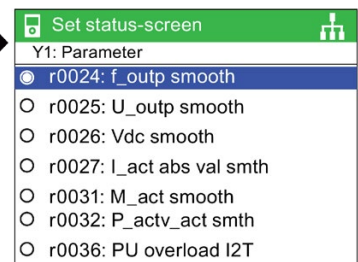 Set status-screen
Y1: Parameter
r0024: f_outp smooth
r0025: U_outp smooth
r0026: Vdc smooth
r0027: I_act abs val smth
r0031: M_act smooth
r0032: P_actv_act smth
r0036: PU overload I2T